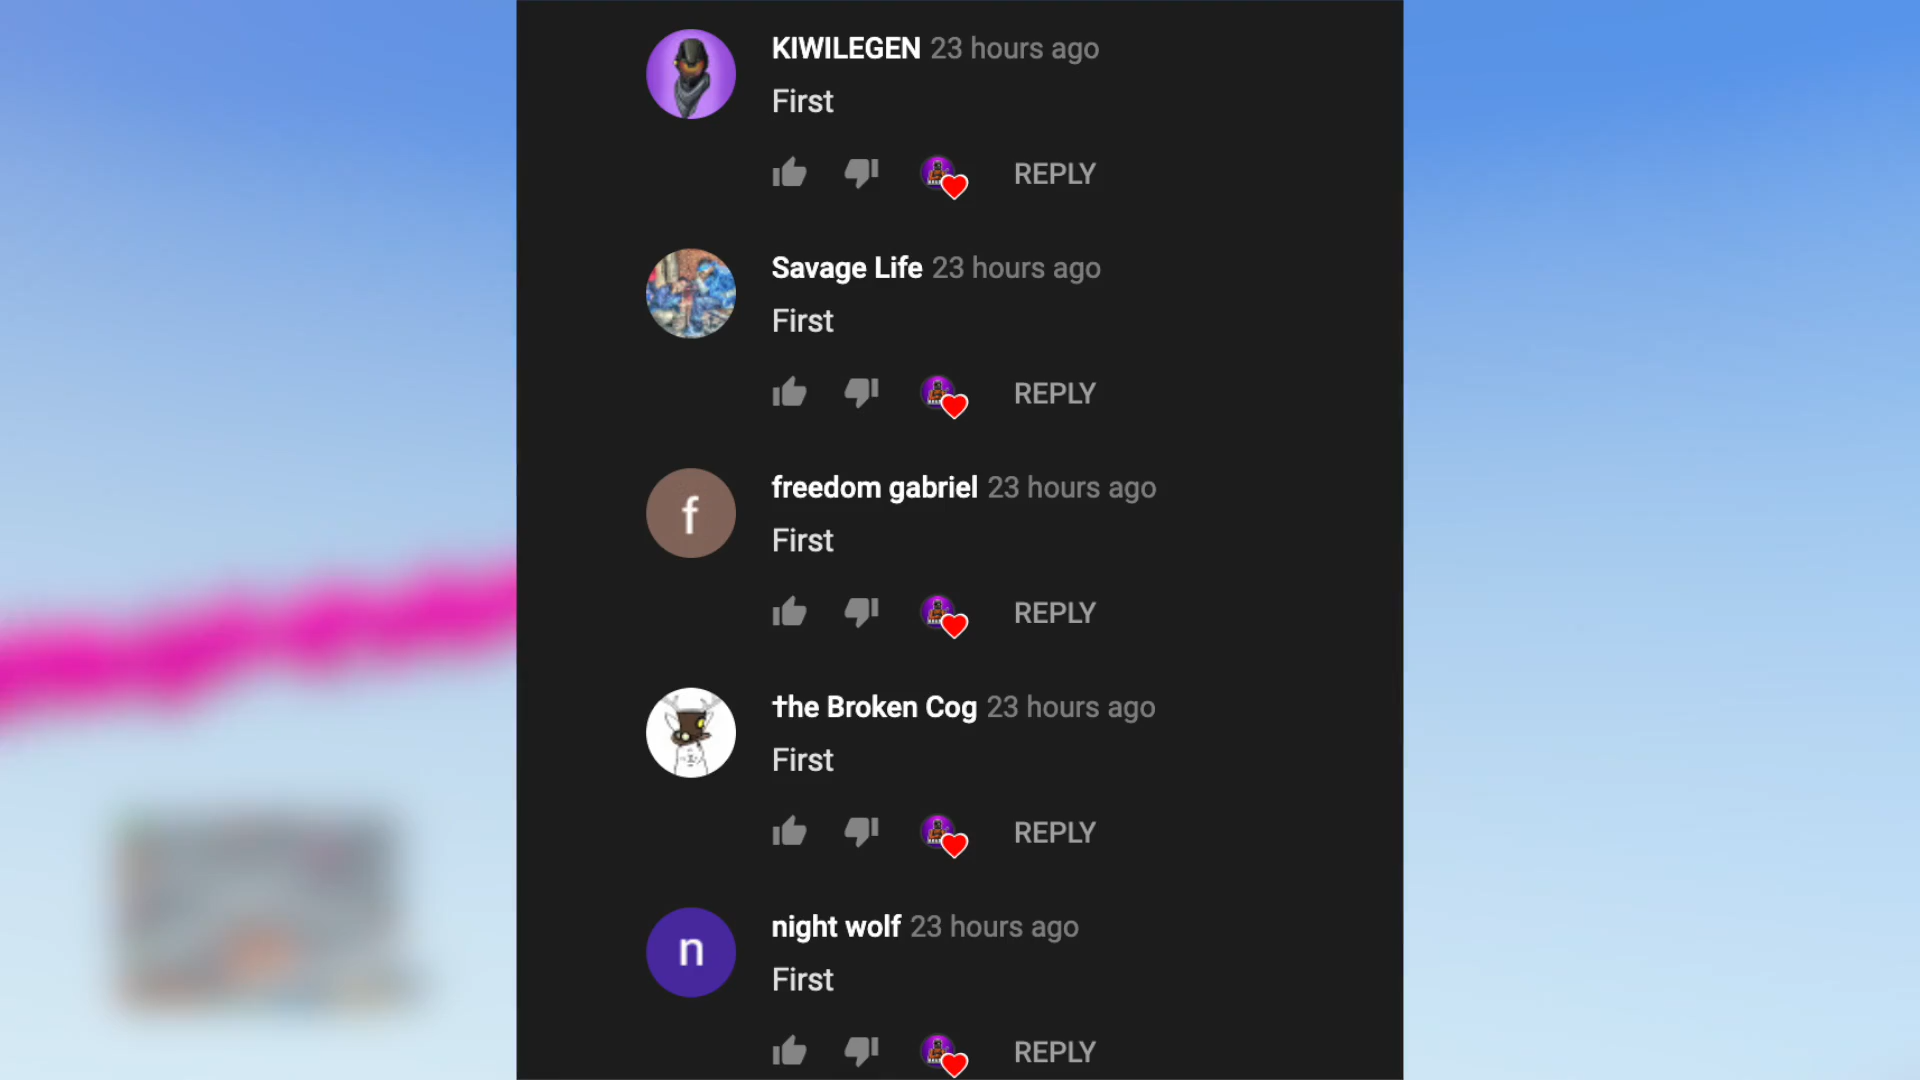 KIWILEGEN 23 hours ago
First
REPLY
Savage Life 23 hours ago
First
REPLY
f
freedom gabriel 23 hours ago
First
REPLY
✝he Broken Cog 23 hours ago
First
REPLY
n
night wolf 23 hours ago
First
REPLY